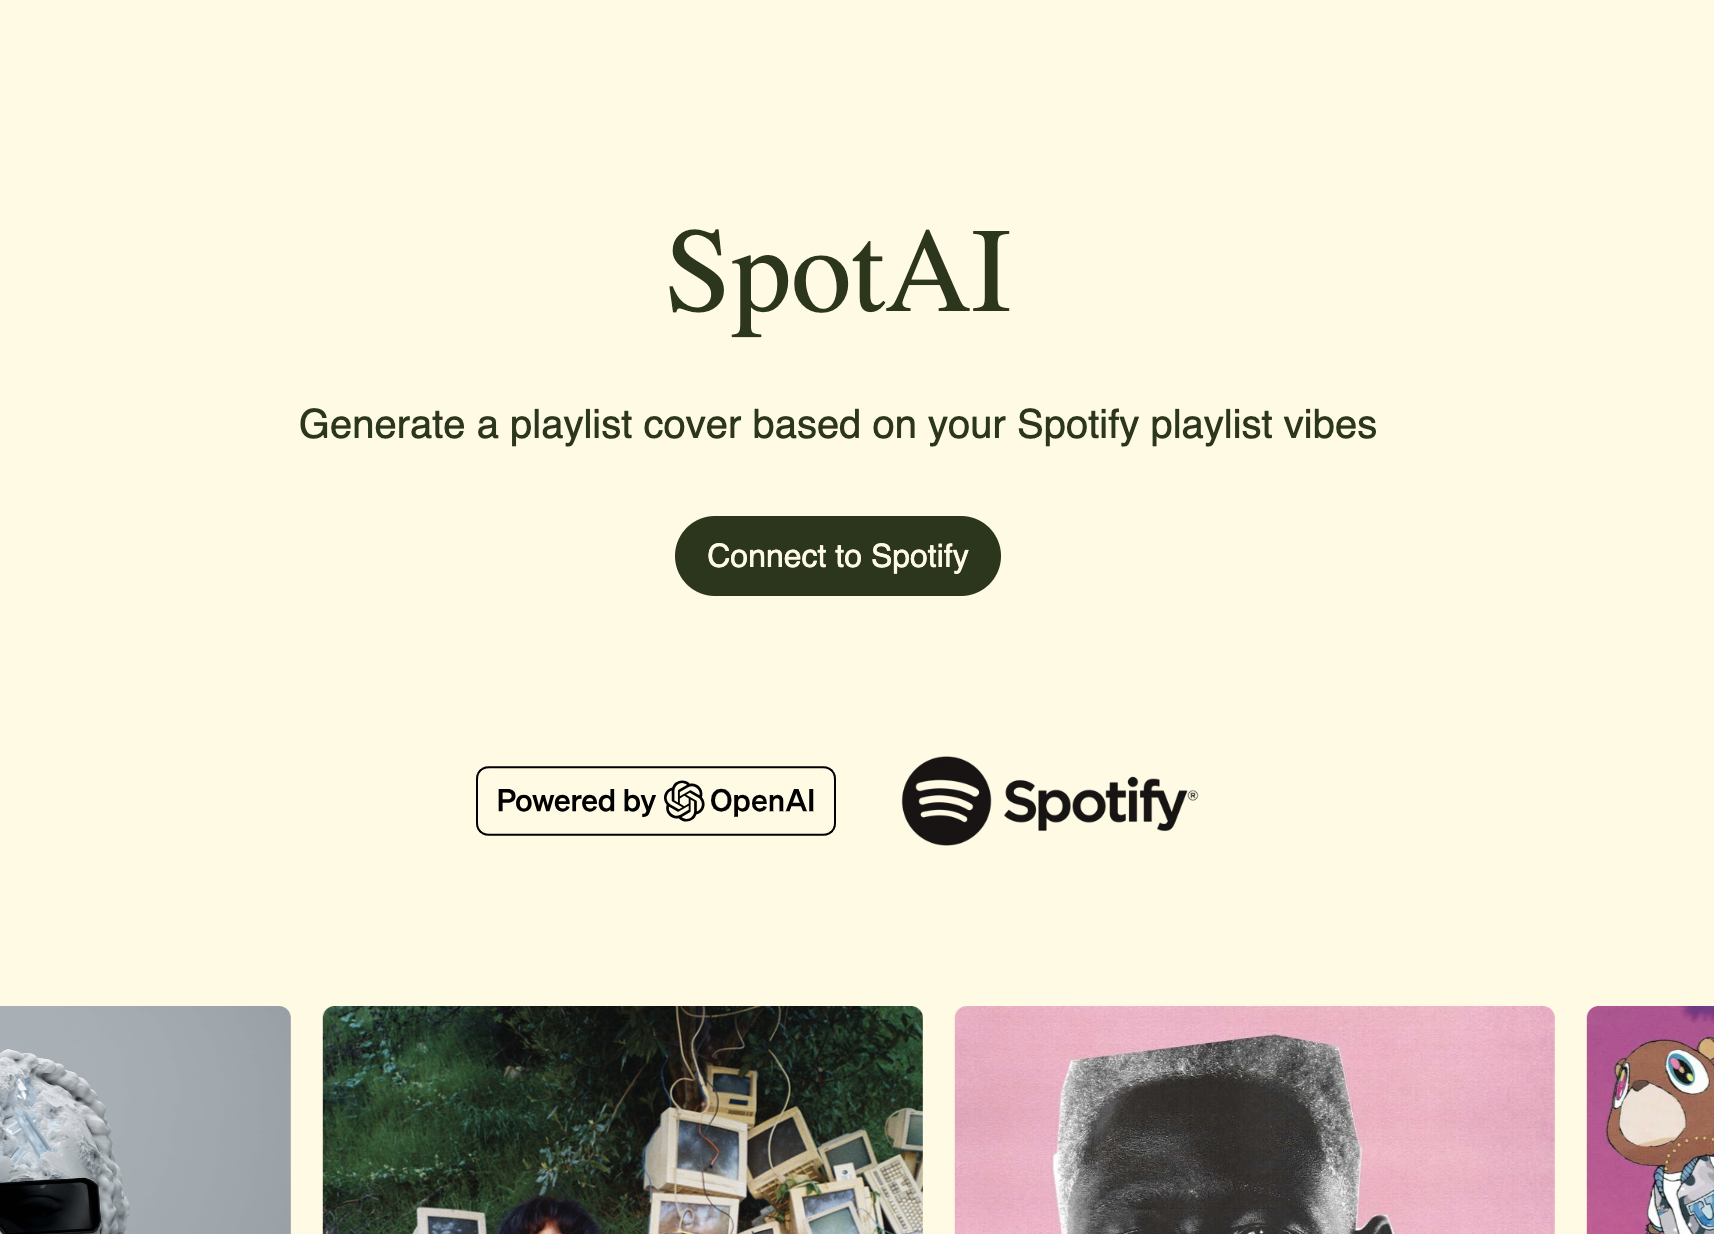 SpotAI
Generate a playlist cover based on your Spotify playlist vibes
Connect to Spotify
Powered by OpenAI
Spotify®